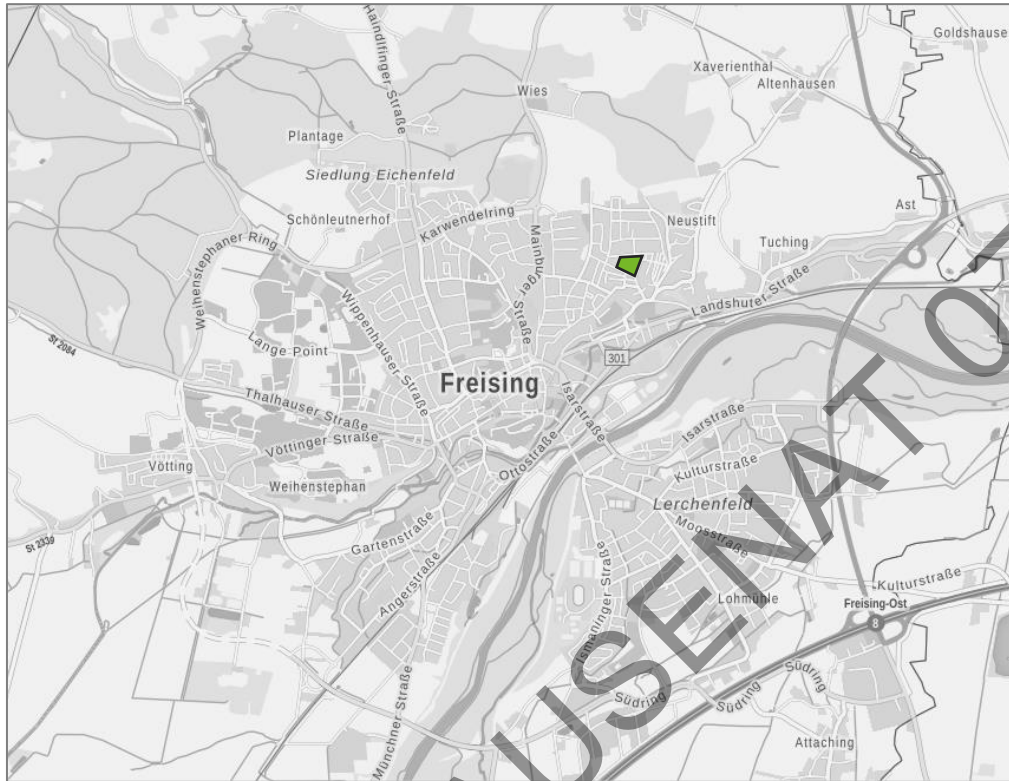 Goldshause
Haindlfinger-Straße
Xaverienthal
Altenhausen
Wies
Plantage
Siedlung Eichenfeld
Ast
Schönleutnerhof
Karwendelring
Neustift
Mainburger-Straße
Tuching
Weihenstephaner Ring
Landshuter-Straße
Wippenhauser-Straße
St 2084
Lange Point
301
Freising
Isarstraße
Thalhauser Straße
Isarstraße
Vöttinger-Straße
Ottostraße
Vötting
Kulturstraße
Weihenstephan
Lerchenfeld
Moosstraße
St 2339
Gartenstraße
Angerstraße
Ismaninger-Straße
Kulturstraße
Lohmühle
Freising-Ost
8
Münchner-Straße
Südring
Südring
Südring
Attaching
USENAT O